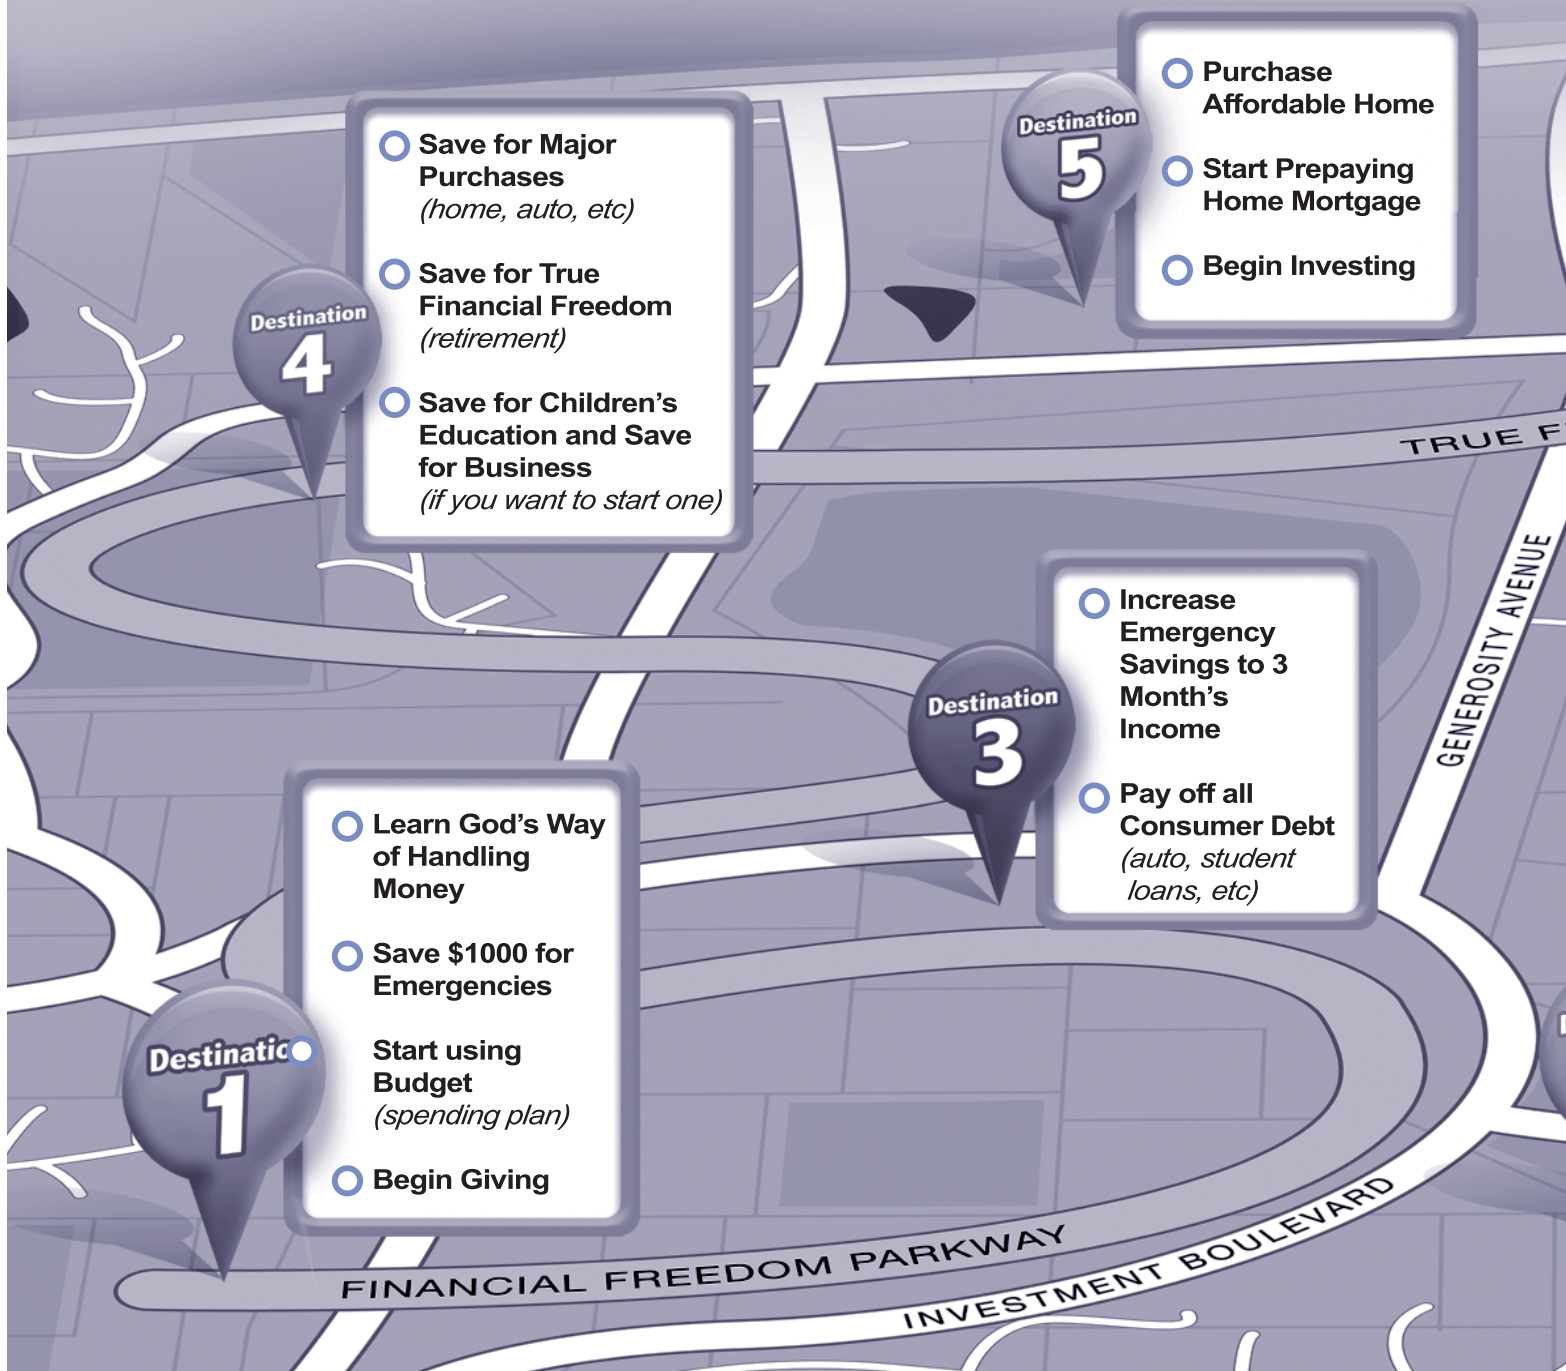 Destination
5
Purchase
Affordable Home
Start Prepaying
Home Mortgage
Begin Investing
Destination
4
Save for Major
Purchases
(home, auto, etc)
Save for True
Financial Freedom
(retirement)
Save for Children’s
Education and Save
for Business
(if you want to start one)
TRUE
GENEROSITY AVENUE
Destination
3
Increase
Emergency
Savings to 3
Month’s
Income
Pay off all
Consumer Debt
(auto, student
loans, etc)
Destinatio
1
Learn God’s Way
of Handling
Money
Save $1000 for
Emergencies
Start using
Budget
(spending plan)
Begin Giving
FINANCIAL FREEDOM PARKWAY
INVESTMENT BOULEVARD